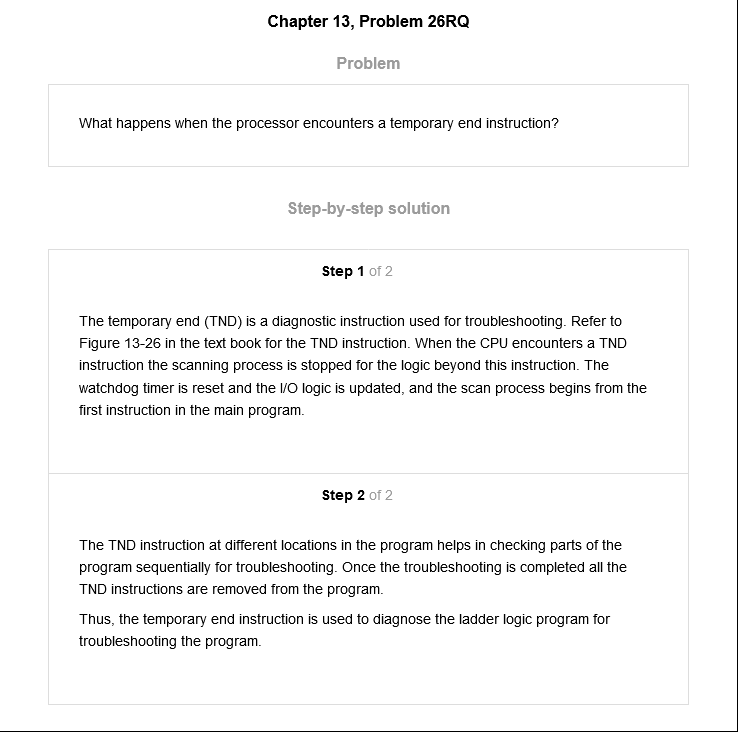 Chapter 13, Problem 26RQ
Problem
What happens when the processor encounters a temporary end instruction?
Step-by-step solution
Step 1 of 2
The temporary end (TND) is a diagnostic instruction used for troubleshooting. Refer to
Figure 13-26 in the text book for the TND instruction. When the CPU encounters a TND
instruction the scanning process is stopped for the logic beyond this instruction. The
watchdog timer is reset and the I/O logic is updated, and the scan process begins from the
first instruction in the main program.
Step 2 of 2
The TND instruction at different locations in the program helps in checking parts of the
program sequentially for troubleshooting. Once the troubleshooting is completed all the
TND instructions are removed from the program.
Thus, the temporary end instruction is used to diagnose the ladder logic program for
troubleshooting the program.